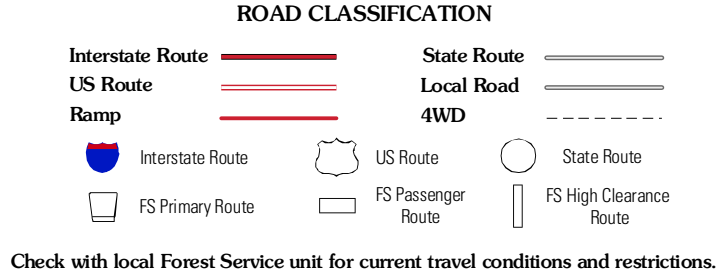 ROAD CLASSIFICATION
Interstate Route
State Route
US Route
Local Road
Ramp
4WD
Interstate Route
US Route
State Route
FS Primary Route
FS Passenger
Route
FS High Clearance
Route
Check with local Forest Service unit for current travel conditions and restrictions.